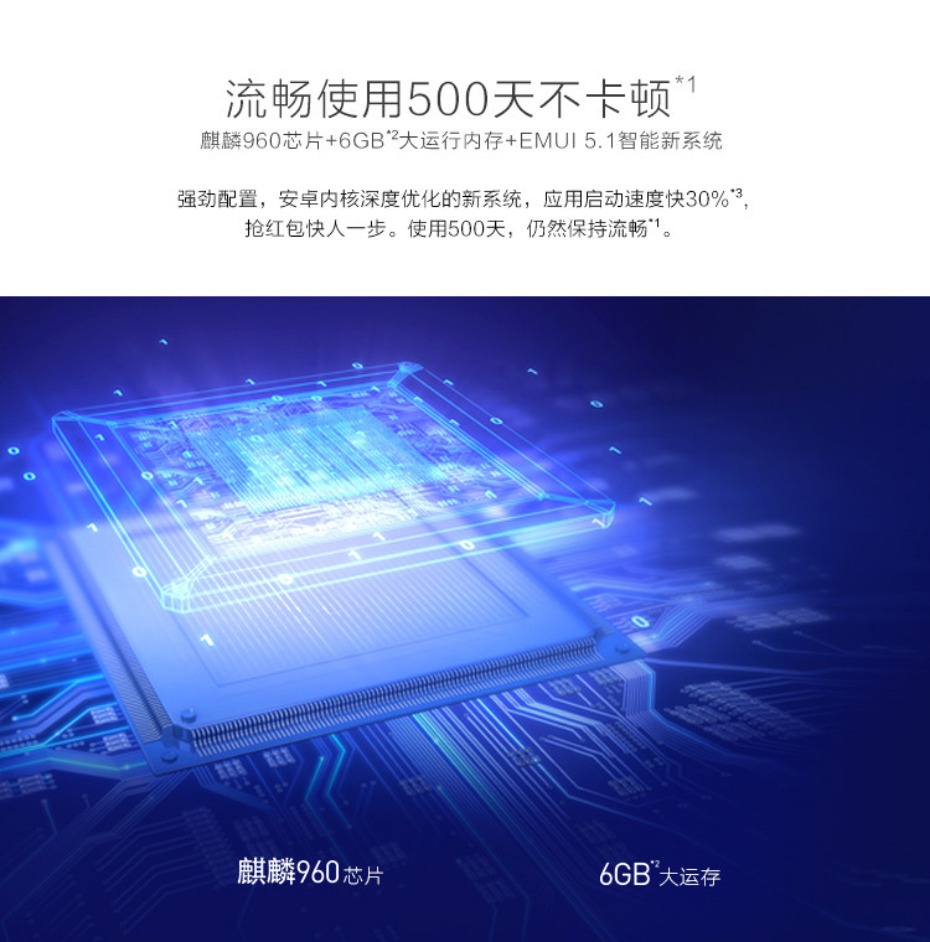 流畅使用500天不卡顿*1
麒麟960芯片+6GB*2大运行内存+EMUI 5.1智能新系统
强劲配置，安卓内核深度优化的新系统，应用启动速度快30%*3,
抢红包快人一步。使用500天，仍然保持流畅*1。
麒麟960芯片
6GB*2大运存